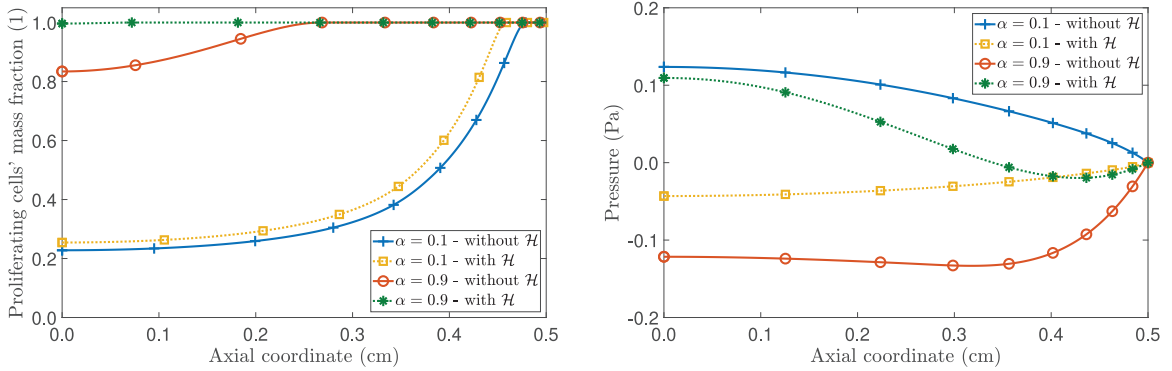 Proliferating cells' mass fraction (1)
1.0
0.8
0.6
0.4
0.2
0.0
0.0 0.1 0.2 0.3 0.4 0.5
Axial coordinate (cm)
α = 0.1 - without ℋ
α = 0.1 - with ℋ
α = 0.9 - without ℋ
α = 0.9 - with ℋ
Pressure (Pa)
0.2
0.1
0.0
-0.1
-0.2
0.0 0.1 0.2 0.3 0.4 0.5
Axial coordinate (cm)
α = 0.1 - without ℋ
α = 0.1 - with ℋ
α = 0.9 - without ℋ
α = 0.9 - with ℋ